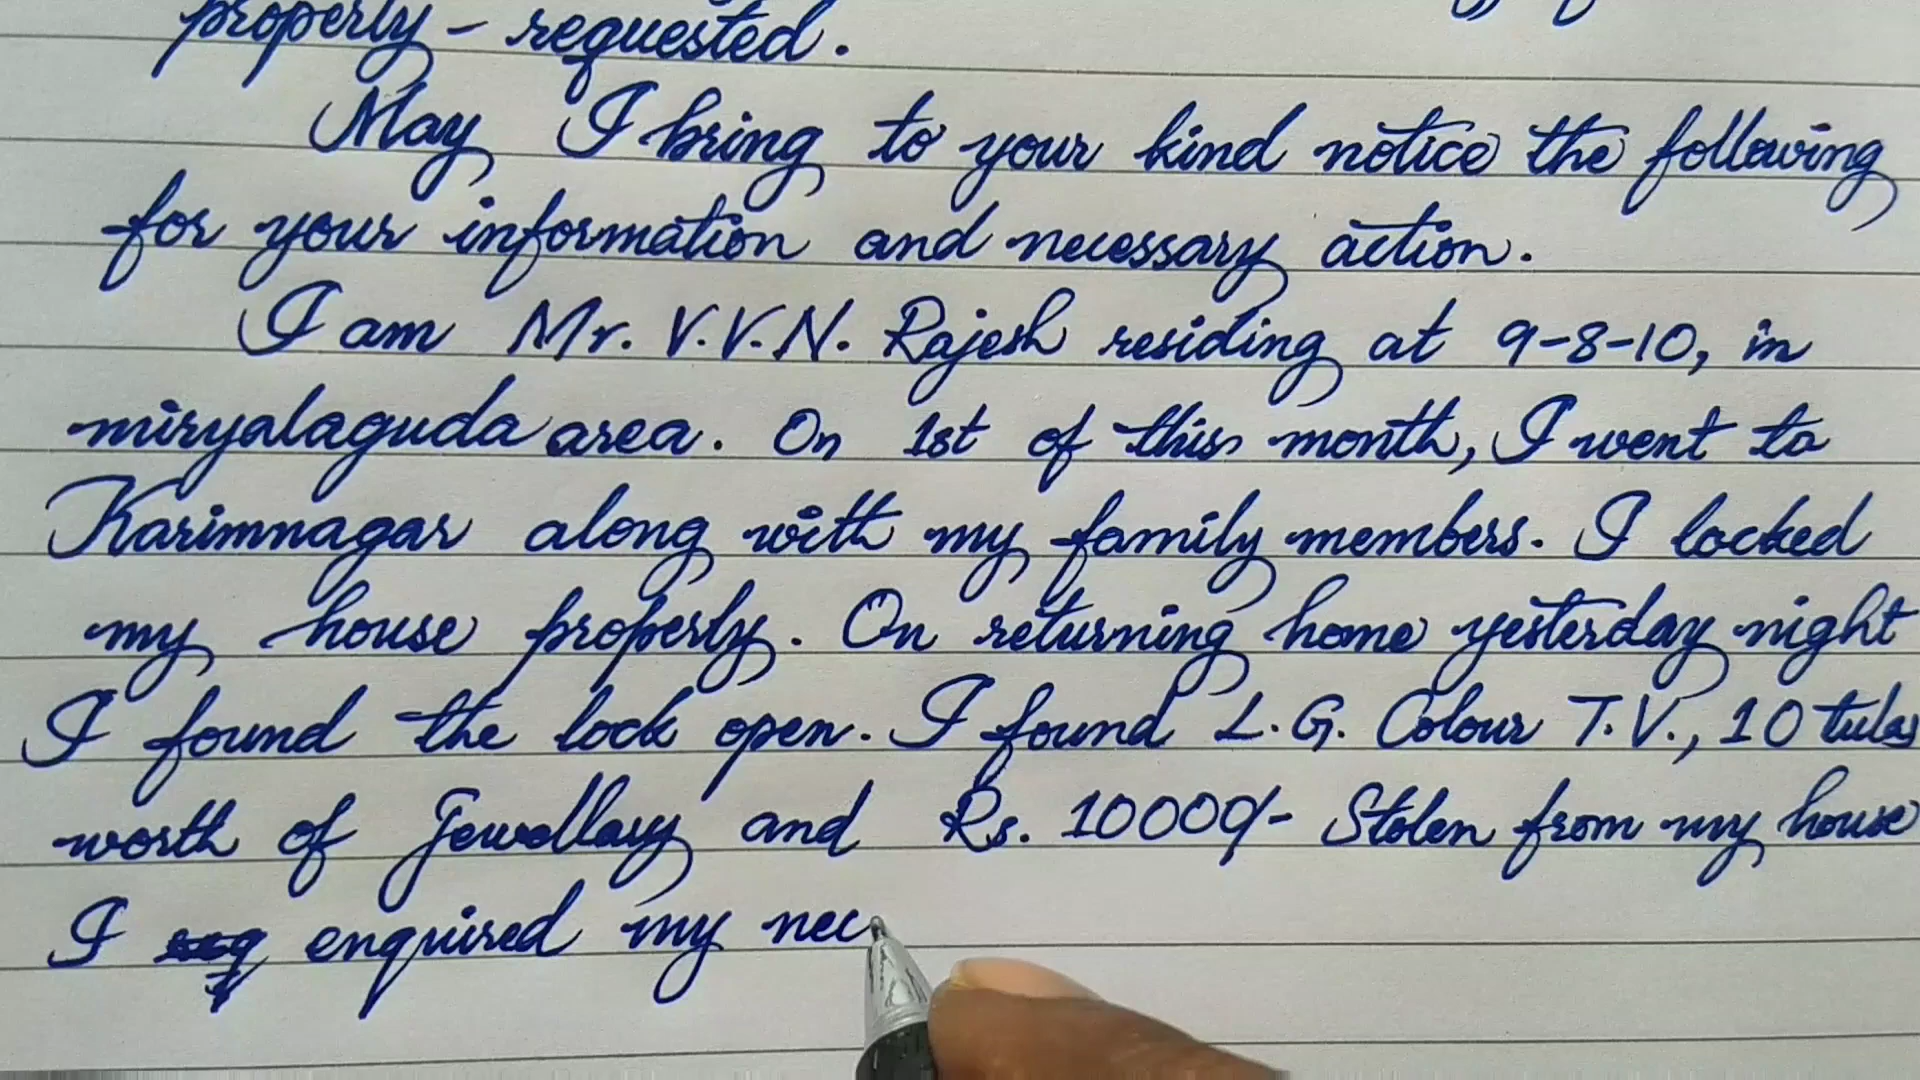 property - requested.
May I bring to your kind notice the following
for your information and necessary action.
I am Mr. V.V.N. Rajesh residing at 9-8-10, in
miryalaguda area. On 1st of this month, I went to
Karimnagar along with my family members. I locked
my house properly. On returning home yesterday night
I found the lock open. I found L.G. Colour T.V., 10 tulas
worth of Jewellary and Rs. 10000/- Stolen from my house
I enquired my nec